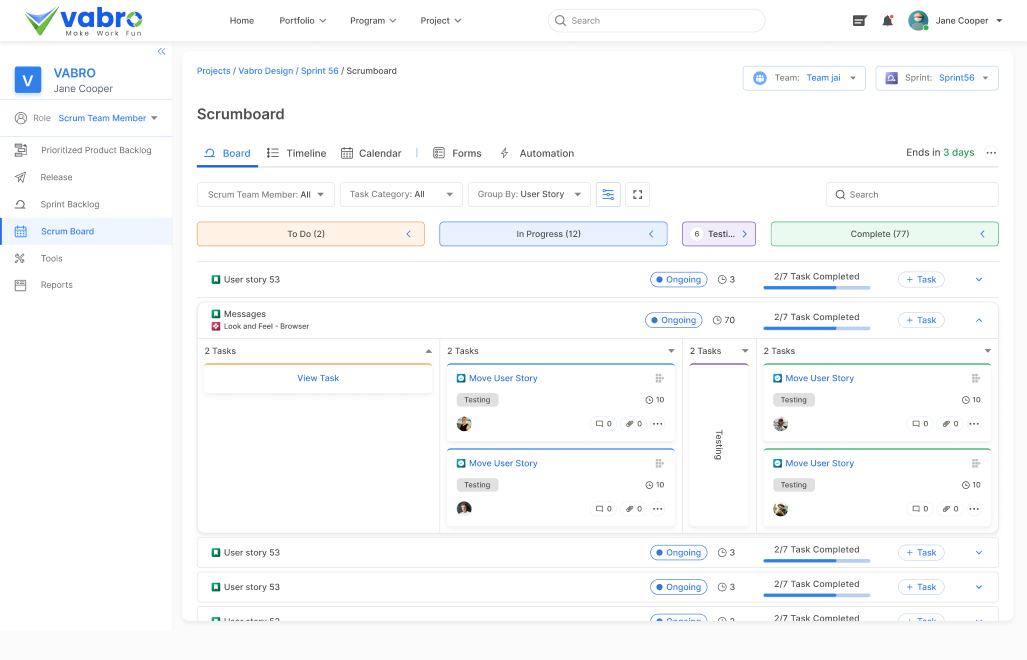 vabro
Make Work Fun
Home
Portfolio
Program
Project
Search
Jane Cooper
V
VABRO
Jane Cooper
Role Scrum Team Member
Prioritized Product Backlog
Release
Sprint Backlog
Scrum Board
Tools
Reports
Projects / Vabro Design / Sprint 56 / Scrumboard
Team: Team jai
Sprint: Sprint56
Scrumboard
Board
Timeline
Calendar
|
Forms
Automation
Ends in 3 days
Scrum Team Member: All
Task Category: All
Group By: User Story
Search
To Do (2)
In Progress (12)
6 Testi...
Complete (77)
User story 53
Ongoing
3
2/7 Task Completed
+ Task
Messages
Look and Feel - Browser
Ongoing
70
2/7 Task Completed
+ Task
2 Tasks
2 Tasks
2 Tasks
2 Tasks
View Task
Move User Story
Testing
10
0
0
Move User Story
Testing
10
0
0
Testing
Move User Story
Testing
10
0
0
Move User Story
Testing
10
0
0
User story 53
Ongoing
3
2/7 Task Completed
+ Task
User story 53
Ongoing
3
2/7 Task Completed
+ Task
User story 53
Ongoing
3
2/7 Task Completed
+ Task